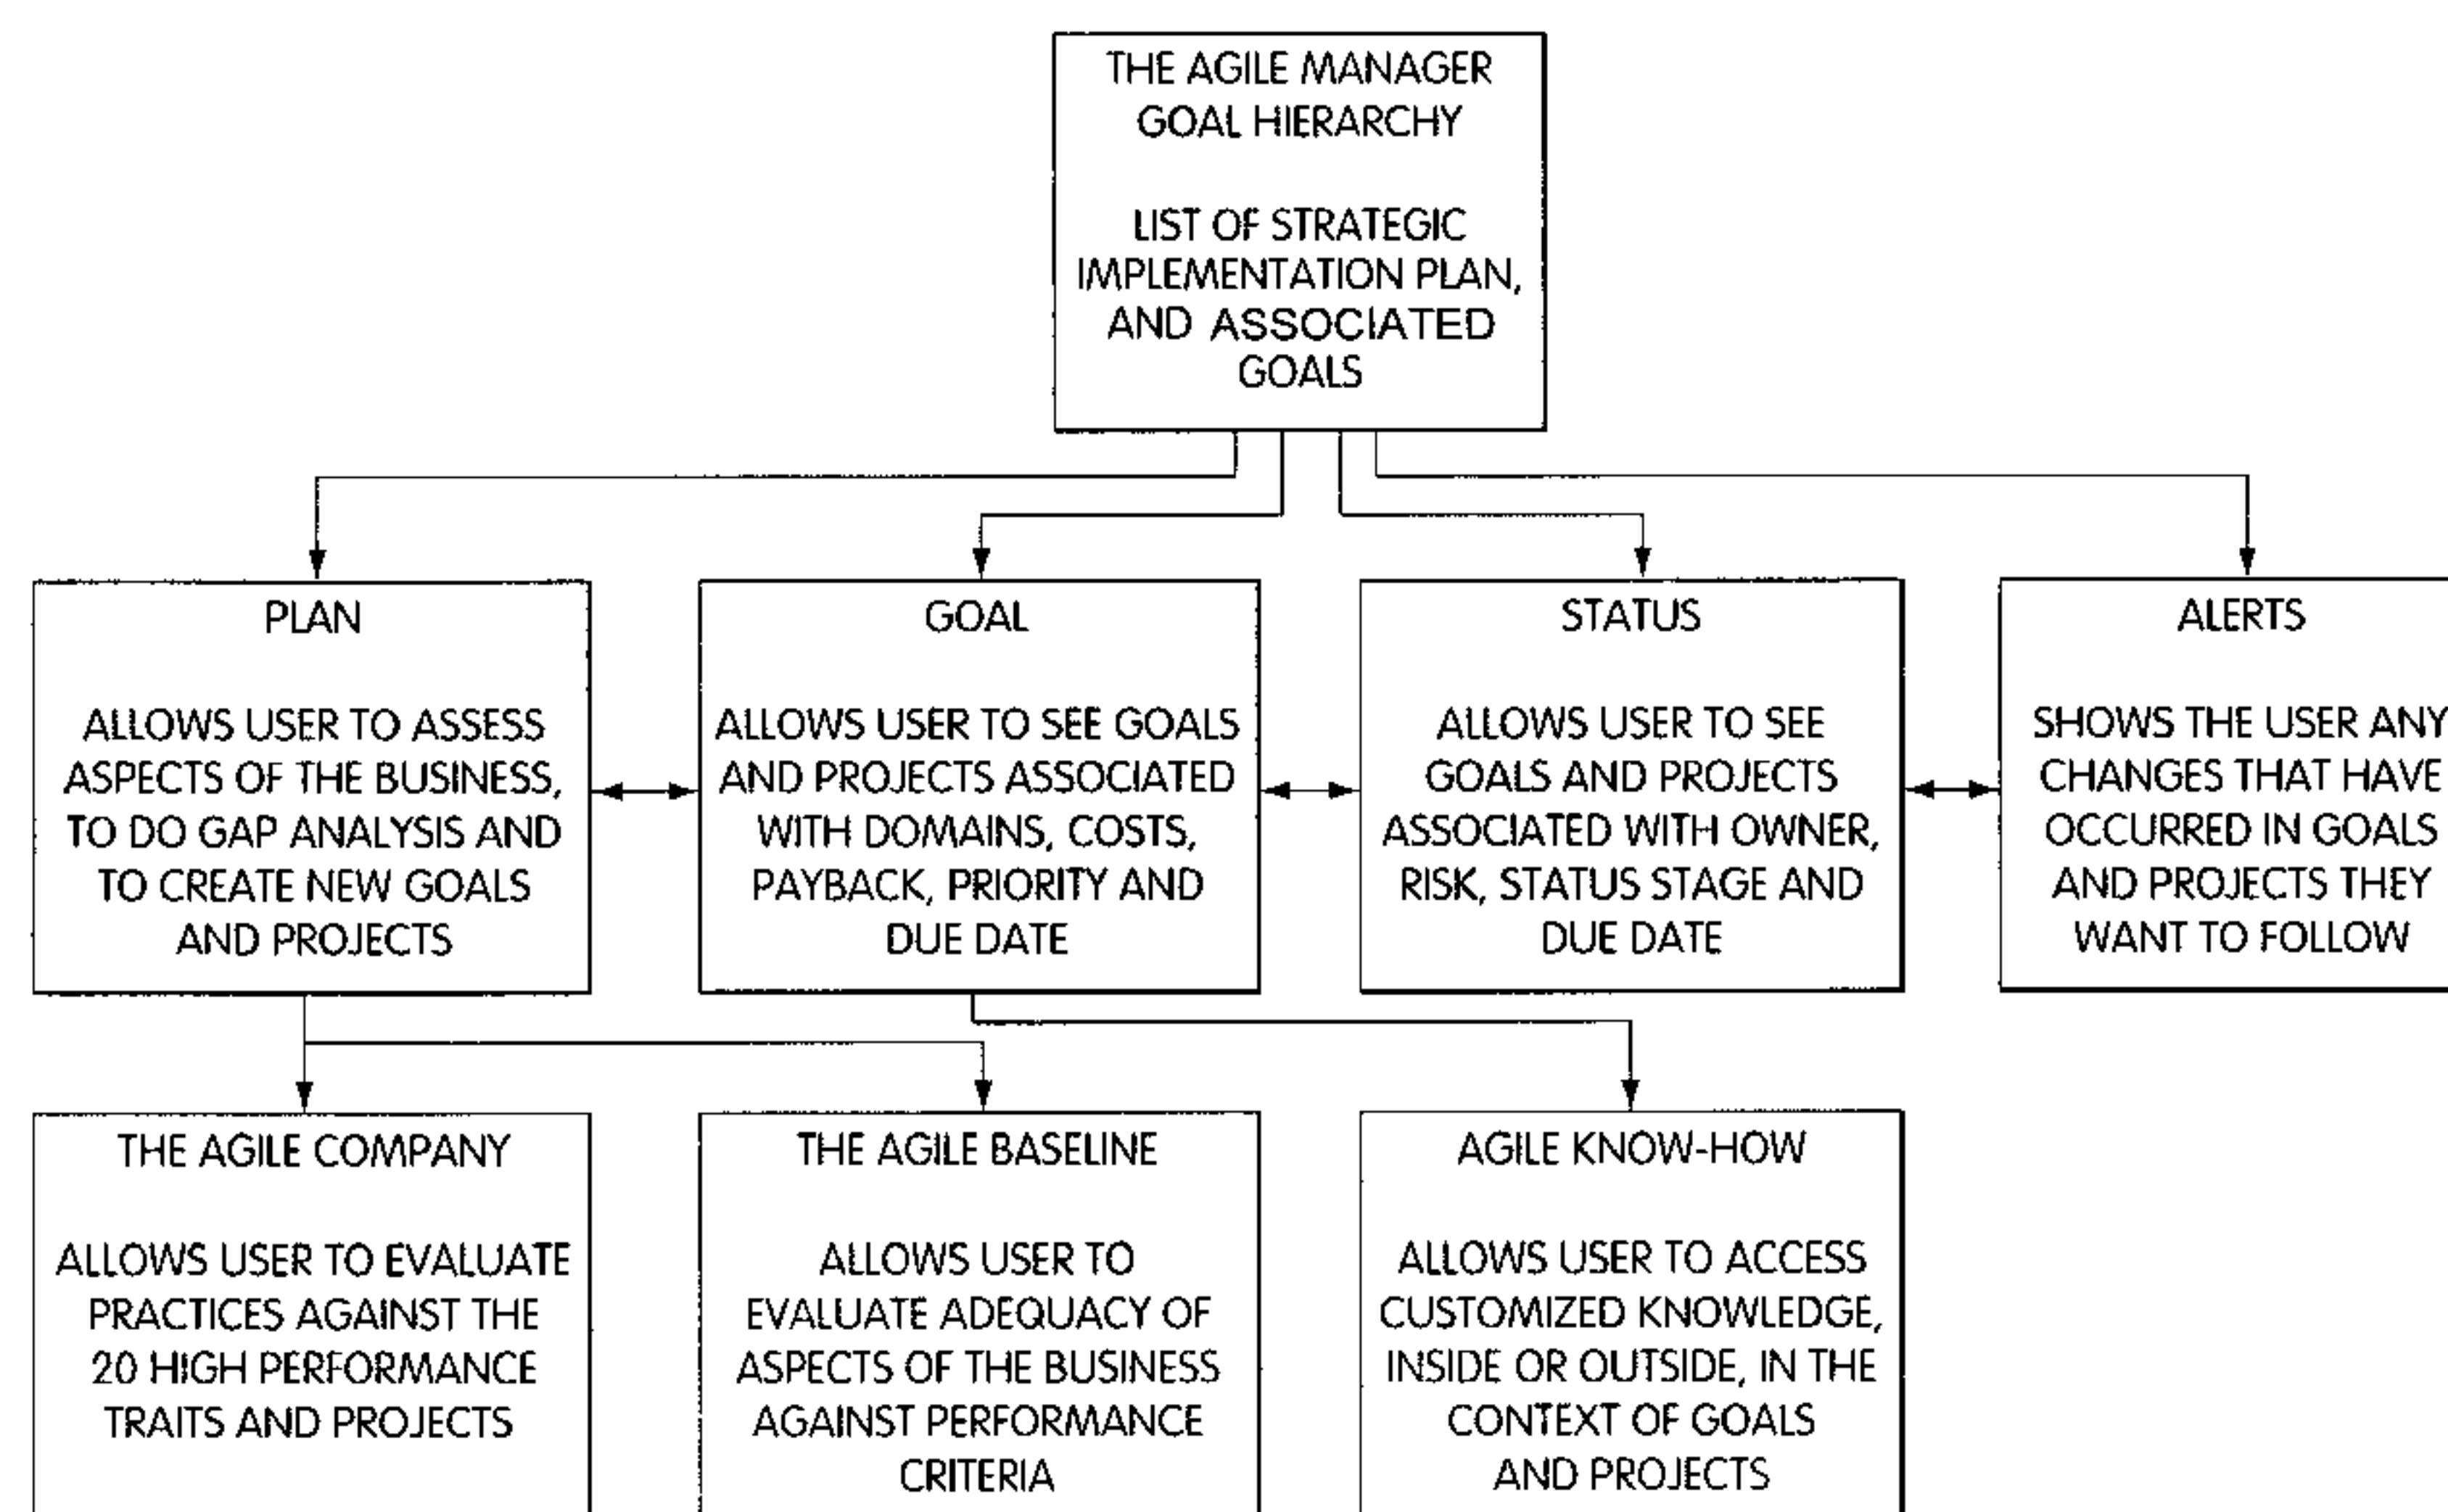 THE AGILE MANAGER
GOAL HIERARCHY
LIST OF STRATEGIC
IMPLEMENTATION PLAN,
AND ASSOCIATED
GOALS
PLAN
ALLOWS USER TO ASSESS
ASPECTS OF THE BUSINESS,
TO DO GAP ANALYSIS AND
TO CREATE NEW GOALS
AND PROJECTS
GOAL
ALLOWS USER TO SEE GOALS
AND PROJECTS ASSOCIATED
WITH DOMAINS, COSTS,
PAYBACK, PRIORITY AND
DUE DATE
STATUS
ALLOWS USER TO SEE
GOALS AND PROJECTS
ASSOCIATED WITH OWNER,
RISK, STATUS STAGE AND
DUE DATE
ALERTS
SHOWS THE USER ANY
CHANGES THAT HAVE
OCCURRED IN GOALS
AND PROJECTS THEY
WANT TO FOLLOW
THE AGILE COMPANY
ALLOWS USER TO EVALUATE
PRACTICES AGAINST THE
20 HIGH PERFORMANCE
TRAITS AND PROJECTS
THE AGILE BASELINE
ALLOWS USER TO
EVALUATE ADEQUACY OF
ASPECTS OF THE BUSINESS
AGAINST PERFORMANCE
CRITERIA
AGILE KNOW-HOW
ALLOWS USER TO ACCESS
CUSTOMIZED KNOWLEDGE,
INSIDE OR OUTSIDE, IN THE
CONTEXT OF GOALS
AND PROJECTS